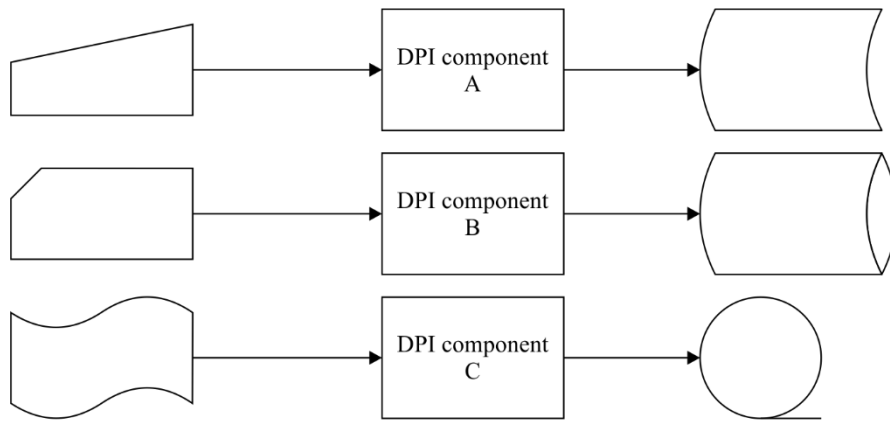 DPI component
A
DPI component
B
DPI component
C